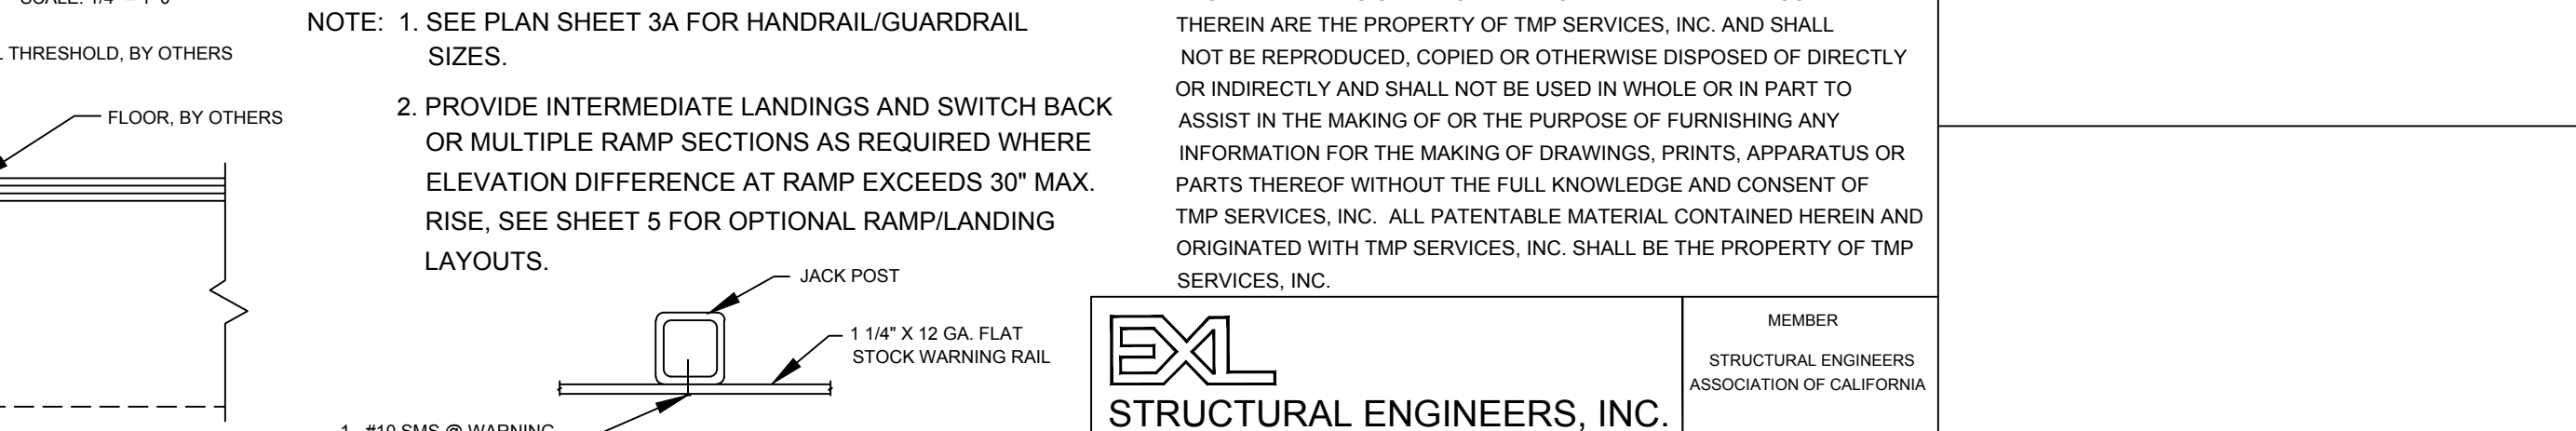 THRESHOLD, BY OTHERS
FLOOR, BY OTHERS
NOTE: 1. SEE PLAN SHEET 3A FOR HANDRAIL/GUARDRAIL
SIZES.
2. PROVIDE INTERMEDIATE LANDINGS AND SWITCH BACK
OR MULTIPLE RAMP SECTIONS AS REQUIRED WHERE
ELEVATION DIFFERENCE AT RAMP EXCEEDS 30" MAX.
RISE, SEE SHEET 5 FOR OPTIONAL RAMP/LANDING
LAYOUTS.
JACK POST
1 1/4" X 12 GA. FLAT
STOCK WARNING RAIL
1 - #10 SMS @ WARNING
THEREIN ARE THE PROPERTY OF TMP SERVICES, INC. AND SHALL
NOT BE REPRODUCED, COPIED OR OTHERWISE DISPOSED OF DIRECTLY
OR INDIRECTLY AND SHALL NOT BE USED IN WHOLE OR IN PART TO
ASSIST IN THE MAKING OF OR THE PURPOSE OF FURNISHING ANY
INFORMATION FOR THE MAKING OF DRAWINGS, PRINTS, APPARATUS OR
PARTS THEREOF WITHOUT THE FULL KNOWLEDGE AND CONSENT OF
TMP SERVICES, INC. ALL PATENTABLE MATERIAL CONTAINED HEREIN AND
ORIGINATED WITH TMP SERVICES, INC. SHALL BE THE PROPERTY OF TMP
SERVICES, INC.
EXL
STRUCTURAL ENGINEERS, INC.
MEMBER
STRUCTURAL ENGINEERS
ASSOCIATION OF CALIFORNIA